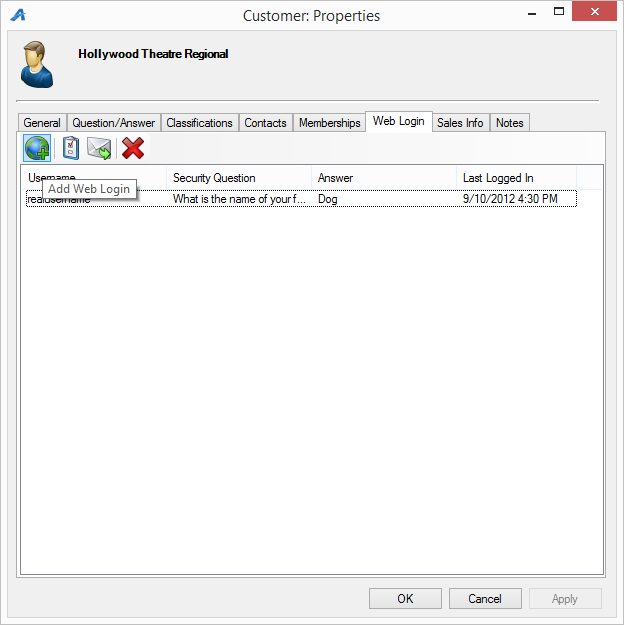 Customer: Properties
Hollywood Theatre Regional
General Question/Answer Classifications Contacts Memberships Web Login Sales Info Notes
Username Security Question Answer Last Logged In
Add Web Login
realusername What is the name of your f... Dog 9/10/2012 4:30 PM
OK Cancel Apply